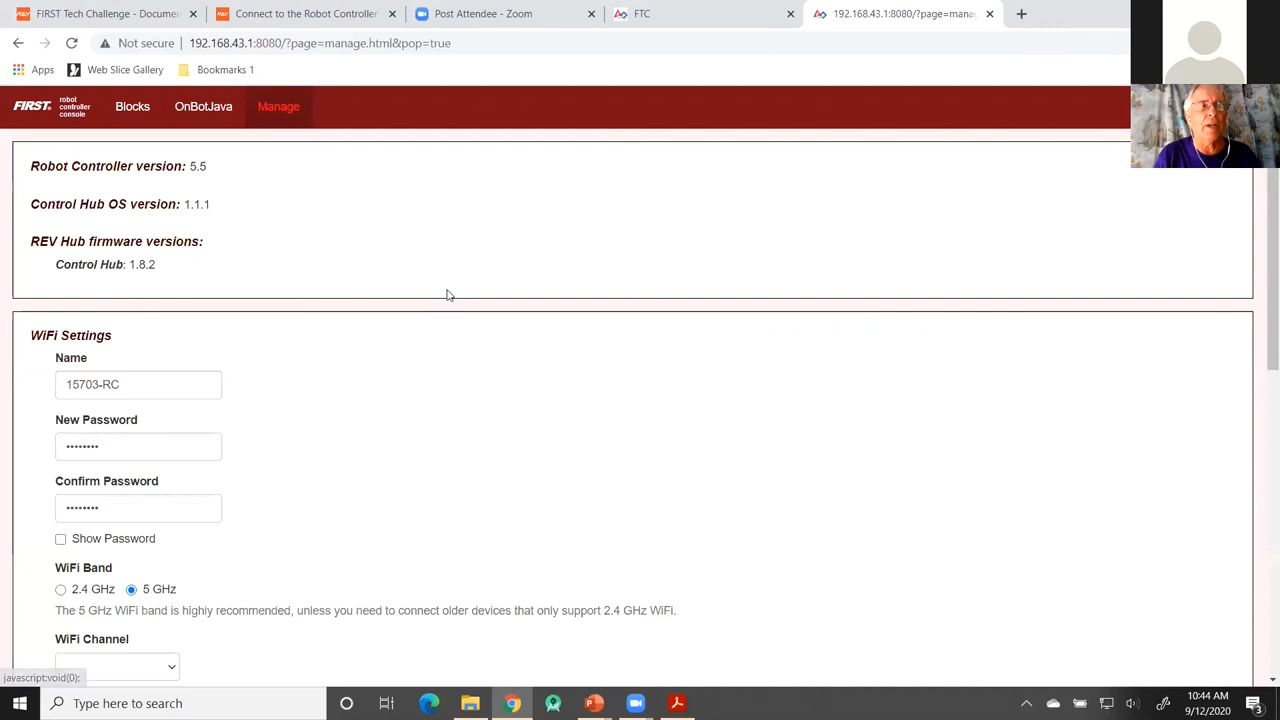 FIRST Tech Challenge - Documen
Connect to the Robot Controller
Post Attendee - Zoom
FTC
192.168.43.1:8080/?page=mana
Not secure
192.168.43.1:8080/?page=manage.html&pop=true
Apps
Web Slice Gallery
Bookmarks 1
FIRST
robot
controller
console
Blocks
OnBotJava
Manage
Robot Controller version: 5.5
Control Hub OS version: 1.1.1
REV Hub firmware versions:
Control Hub: 1.8.2
WiFi Settings
Name
15703-RC
New Password
••••••••
Confirm Password
••••••••
Show Password
WiFi Band
2.4 GHz
5 GHz
The 5 GHz WiFi band is highly recommended, unless you need to connect older devices that only support 2.4 GHz WiFi.
WiFi Channel
javascript:void(0);
Type here to search
10:44 AM
9/12/2020
3